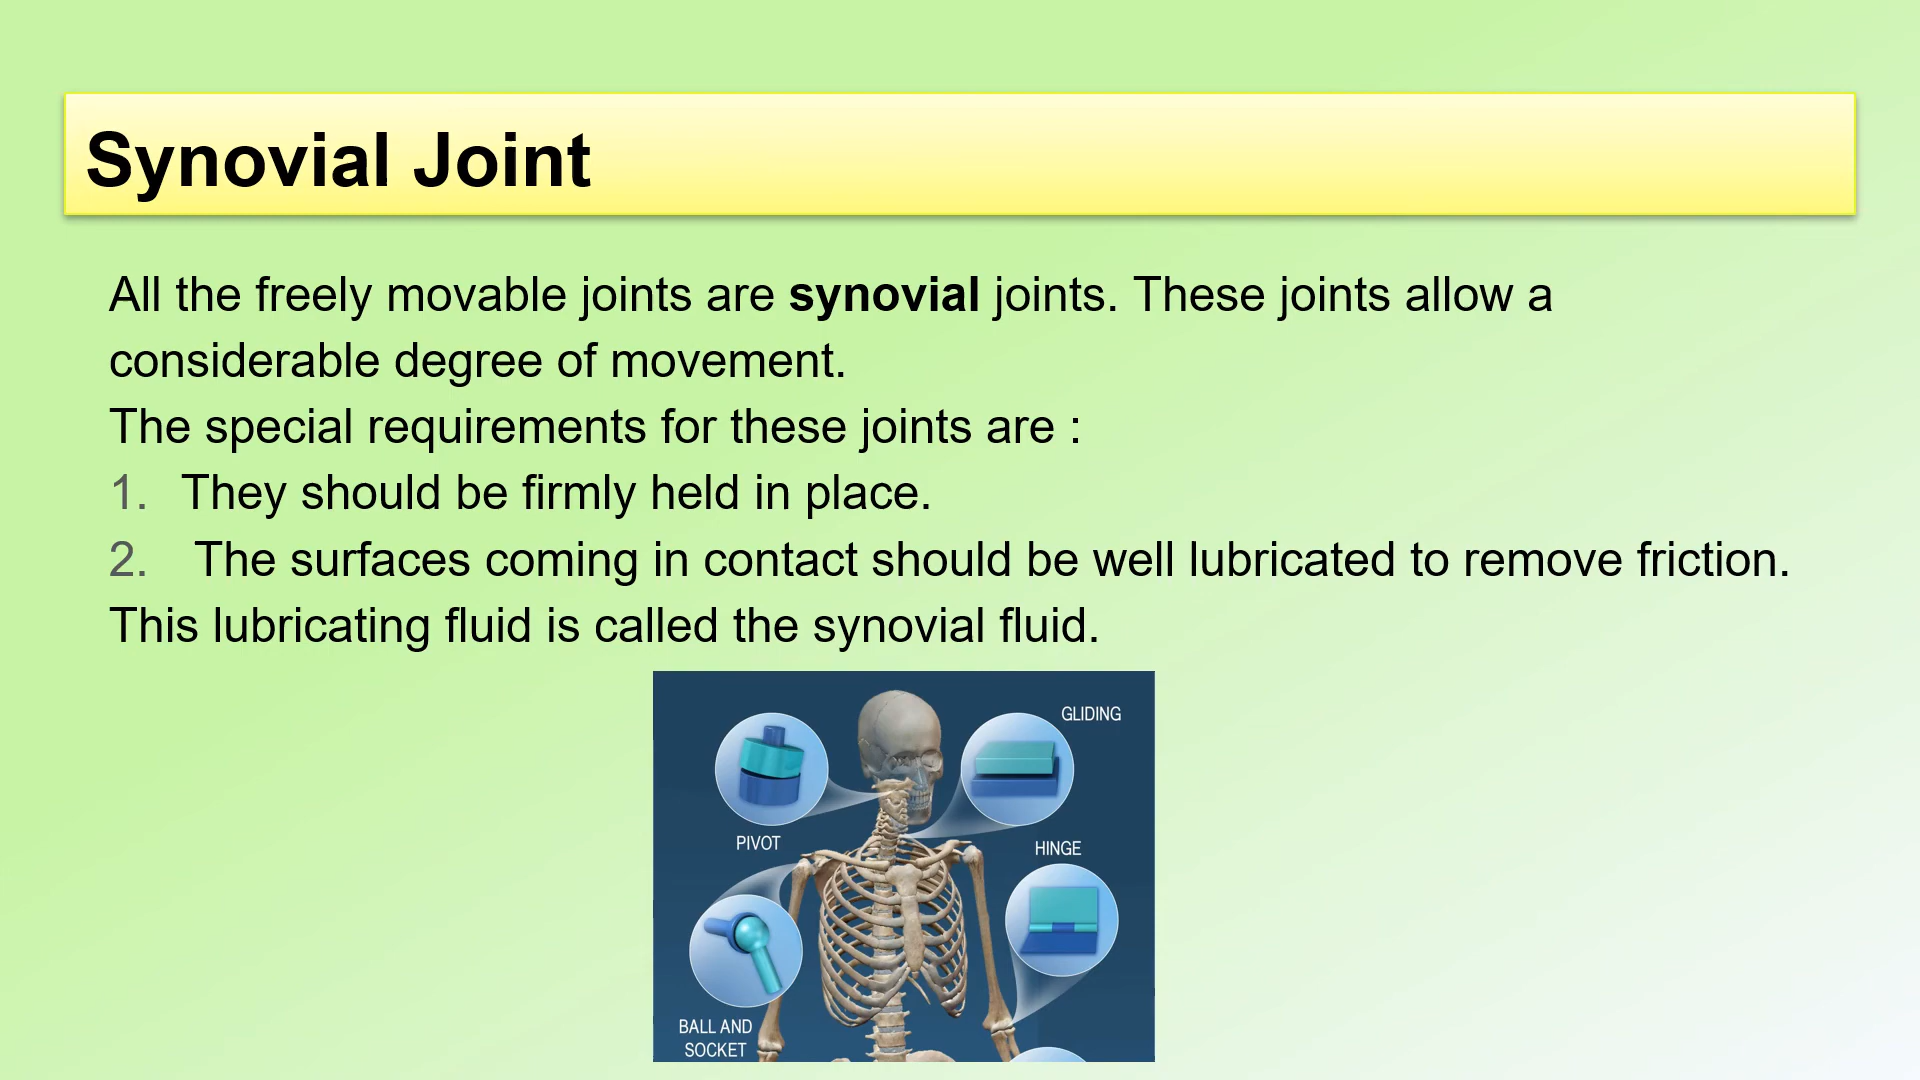 Synovial Joint
All the freely movable joints are synovial joints. These joints allow a
considerable degree of movement.
The special requirements for these joints are :
1. They should be firmly held in place.
2. The surfaces coming in contact should be well lubricated to remove friction.
This lubricating fluid is called the synovial fluid.
GLIDING
PIVOT
HINGE
BALL AND
SOCKET